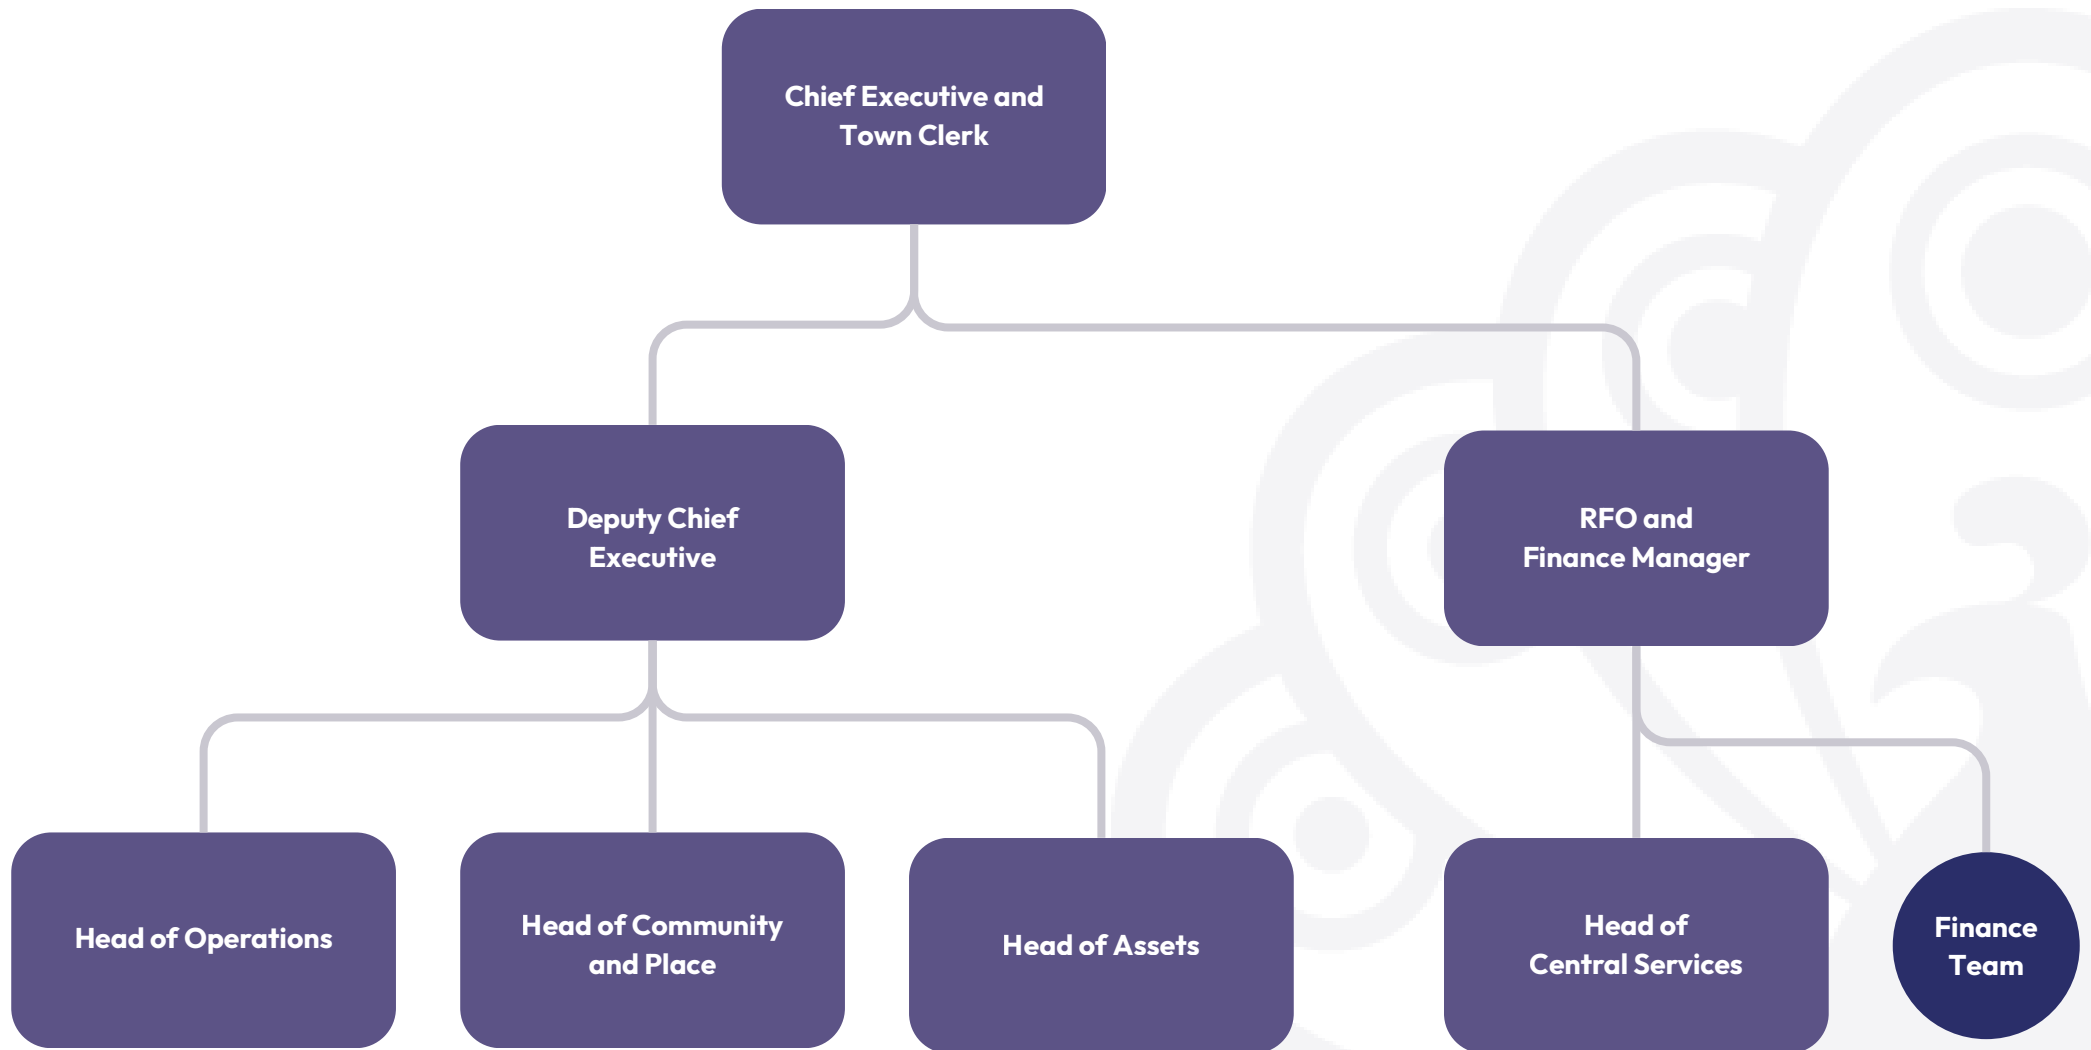 Chief Executive and
Town Clerk
Deputy Chief
Executive
RFO and
Finance Manager
Head of Operations
Head of Community
and Place
Head of Assets
Head of
Central Services
Finance
Team